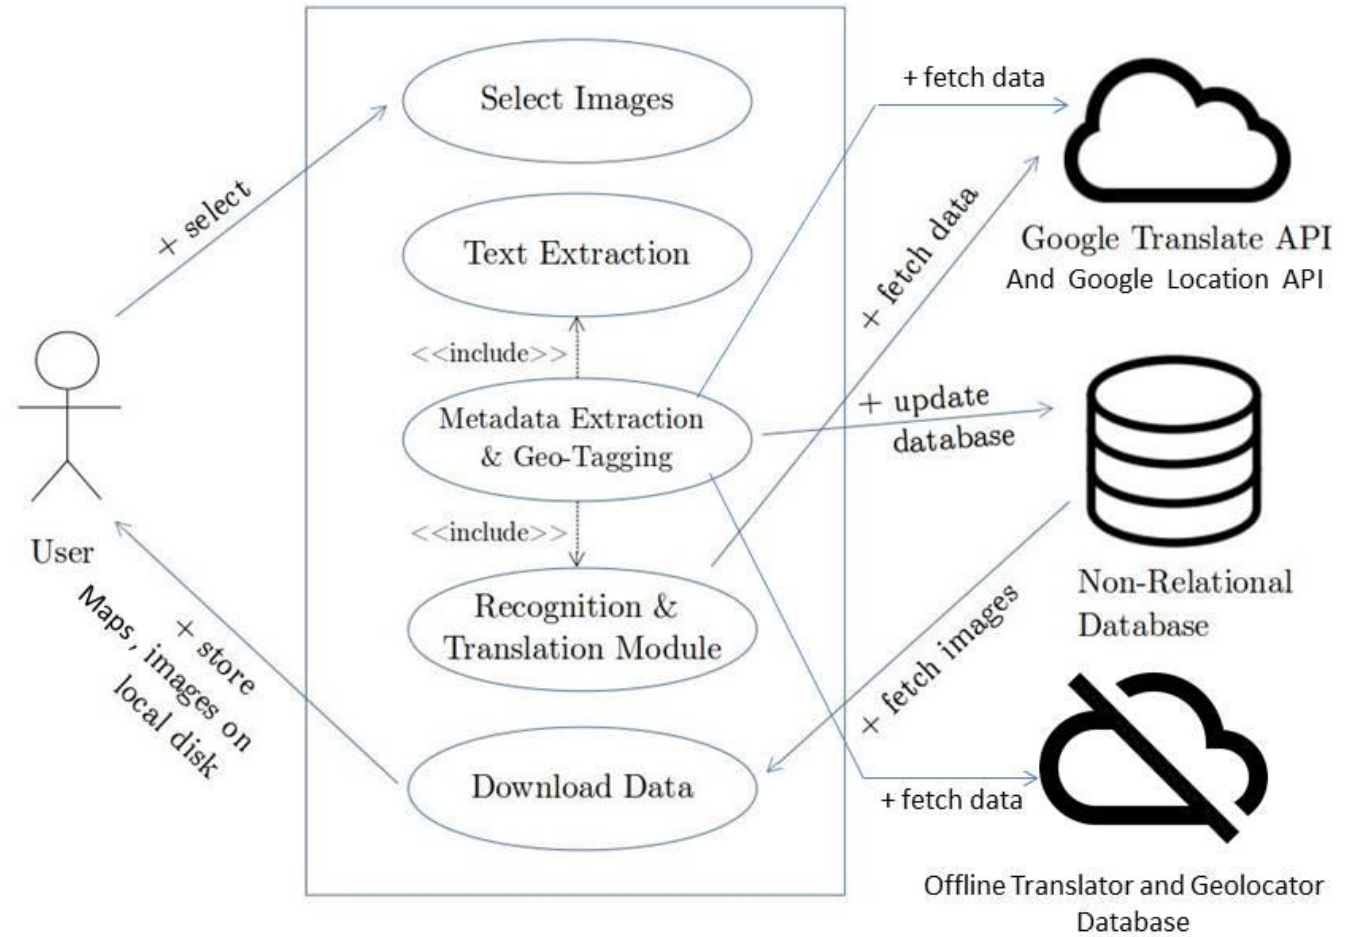 Select Images
+ fetch data
+ select
Text Extraction
+ fetch data
Google Translate API
And Google Location API
<<include>>
Metadata Extraction
& Geo-Tagging
+ update
database
<<include>>
User
Recognition &
Translation Module
Non-Relational
Database
+ store
Maps, images on
local disk
+ fetch images
Download Data
+ fetch data
Offline Translator and Geolocator
Database